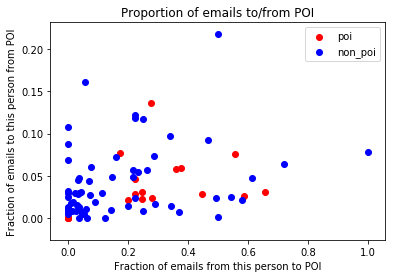 Proportion of emails to/from POI
poi
non_poi
Fraction of emails to this person from POI
0.20
0.15
0.10
0.05
0.00
0.0 0.2 0.4 0.6 0.8 1.0
Fraction of emails from this person to POI